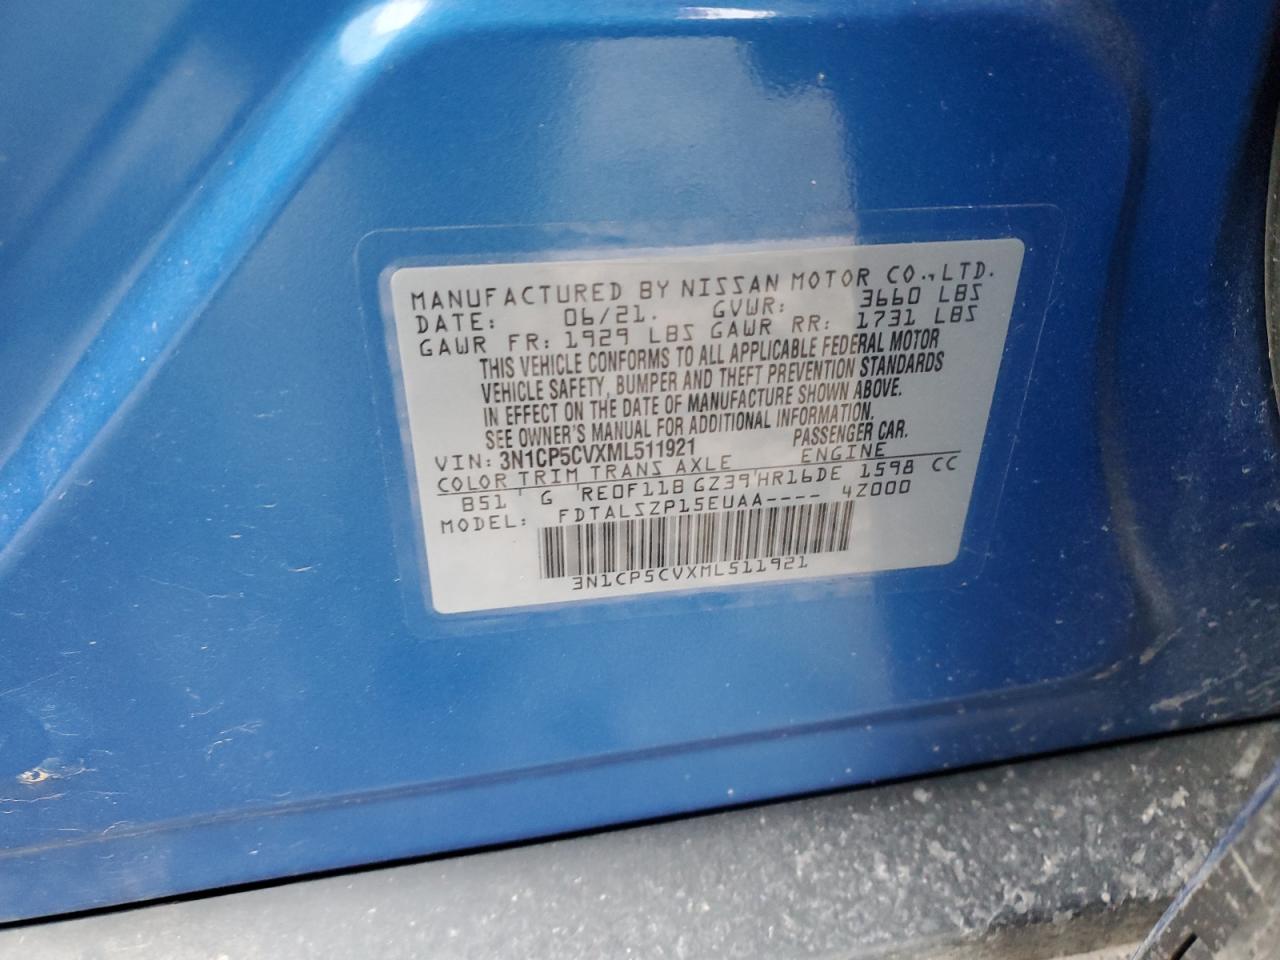 MANUFACTURED BY NISSAN MOTOR CO., LTD.
DATE: 06/21. GVWR: 3660 LBS
GAWR FR: 1929 LBS GAWR RR: 1731 LBS
THIS VEHICLE CONFORMS TO ALL APPLICABLE FEDERAL MOTOR
VEHICLE SAFETY, BUMPER AND THEFT PREVENTION STANDARDS
IN EFFECT ON THE DATE OF MANUFACTURE SHOWN ABOVE.
SEE OWNER'S MANUAL FOR ADDITIONAL INFORMATION.
VIN: 3N1CP5CVXML511921 PASSENGER CAR.
COLOR TRIM TRANS AXLE ENGINE
B51 G RE0F11B GZ39 HR16DE 1598 CC
MODEL: FDTALSZP15EUAA---- 4Z000
3N1CP5CVXML511921